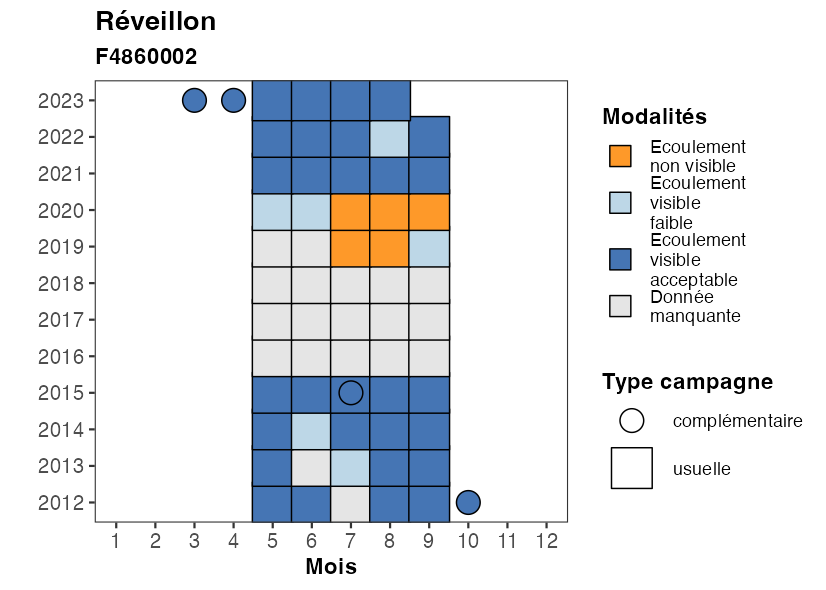 Réveillon
F4860002
2023
2022
2021
2020
2019
2018
2017
2016
2015
2014
2013
2012
1 2 3 4 5 6 7 8 9 10 11 12
Mois
Modalités
Ecoulement
non visible
Ecoulement
visible
faible
Ecoulement
visible
acceptable
Donnée
manquante
Type campagne
complémentaire
usuelle